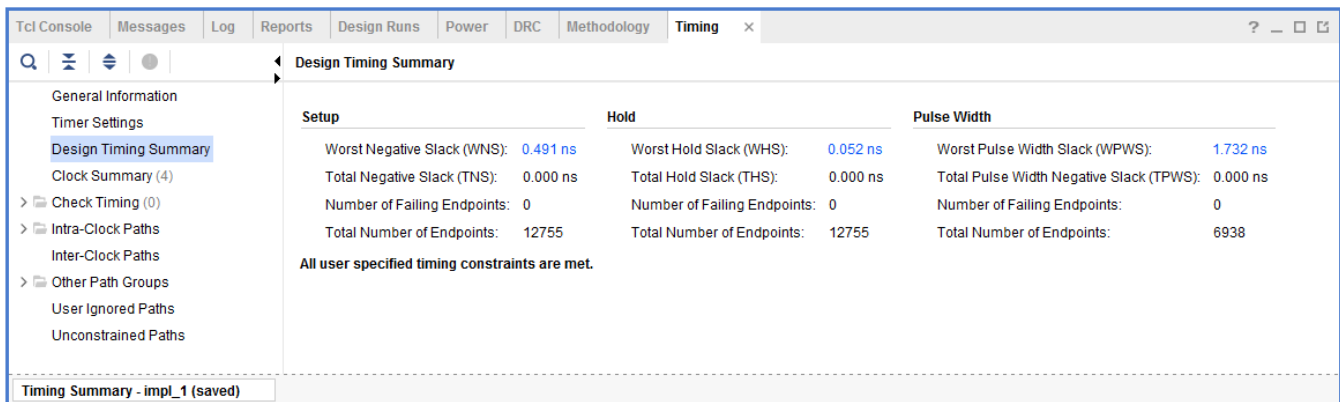 Tcl Console Messages Log Reports Design Runs Power DRC Methodology Timing × ? _
Design Timing Summary
General Information
Timer Settings
Design Timing Summary
Clock Summary (4)
> Check Timing (0)
> Intra-Clock Paths
Inter-Clock Paths
> Other Path Groups
User Ignored Paths
Unconstrained Paths
Setup Hold Pulse Width
Worst Negative Slack (WNS): 0.491 ns Worst Hold Slack (WHS): 0.052 ns Worst Pulse Width Slack (WPWS): 1.732 ns
Total Negative Slack (TNS): 0.000 ns Total Hold Slack (THS): 0.000 ns Total Pulse Width Negative Slack (TPWS): 0.000 ns
Number of Failing Endpoints: 0 Number of Failing Endpoints: 0 Number of Failing Endpoints: 0
Total Number of Endpoints: 12755 Total Number of Endpoints: 12755 Total Number of Endpoints: 6938
All user specified timing constraints are met.
Timing Summary - impl_1 (saved)